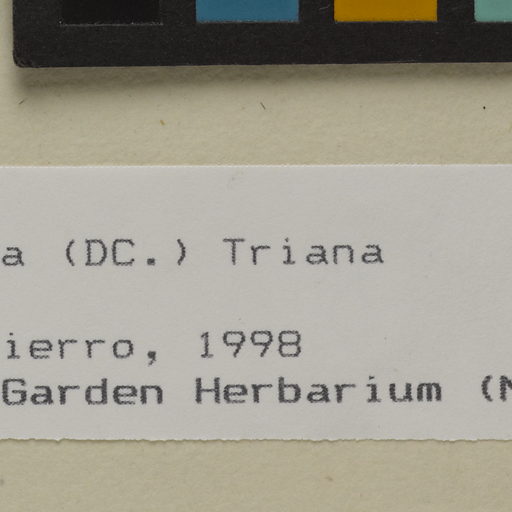 a (DC.) Triana
ierro, 1998
Garden Herbarium (